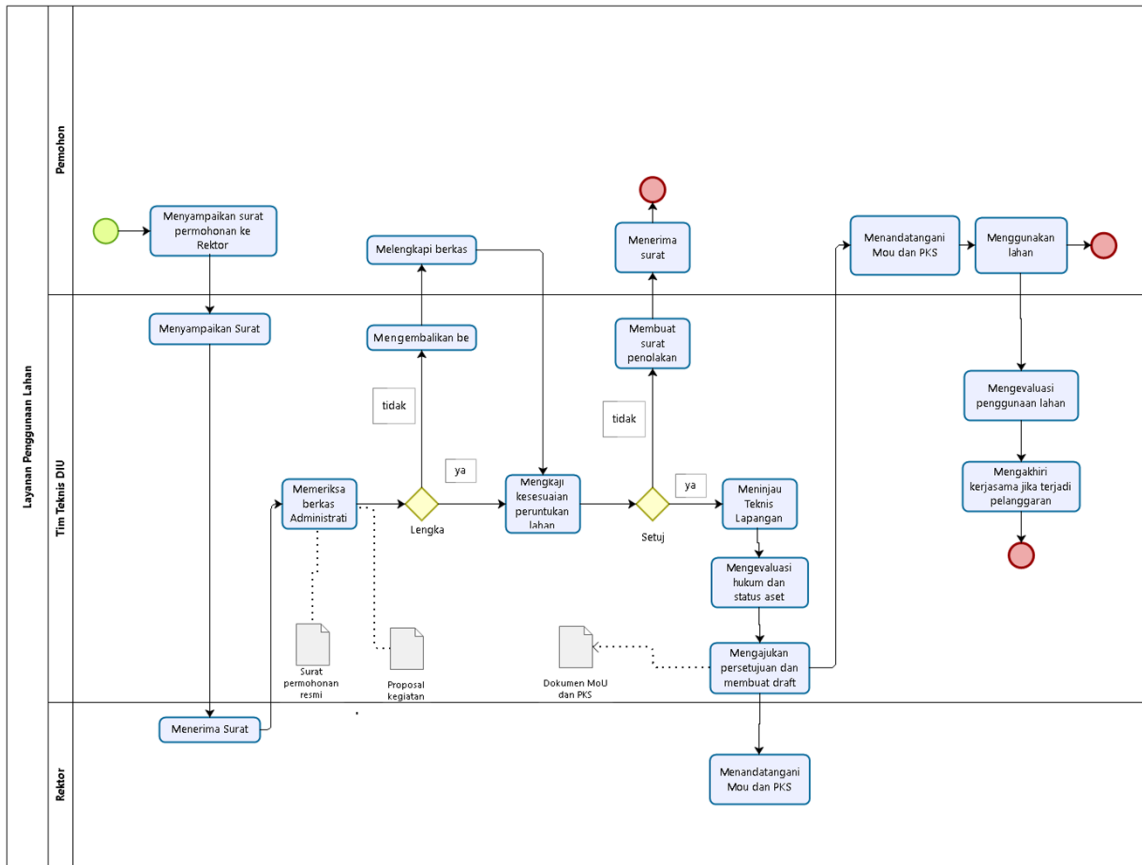 Layanan Penggunaan Lahan
Pemohon
Menyampaikan surat
permohonan ke
Rektor
Melengkapi berkas
Menerima
surat
Menandatangani
Mou dan PKS
Menggunakan
lahan
Tim Teknis DIU
Menyampaikan Surat
Mengembalikan be
Membuat
surat
penolakan
tidak
tidak
Mengevaluasi
penggunaan lahan
ya
ya
Memeriksa
berkas
Administrati
Lengka
Mengkaji
kesesuaian
peruntukan
lahan
Setuj
Meninjau
Teknis
Lapangan
Mengakhiri
kerjasama jika terjadi
pelanggaran
Mengevaluasi
hukum dan
status aset
Surat
permohonan
resmi
Proposal
kegiatan
Dokumen MoU
dan PKS
Mengajukan
persetujuan dan
membuat draft
Rektor
Menerima Surat
Menandatangani
Mou dan PKS